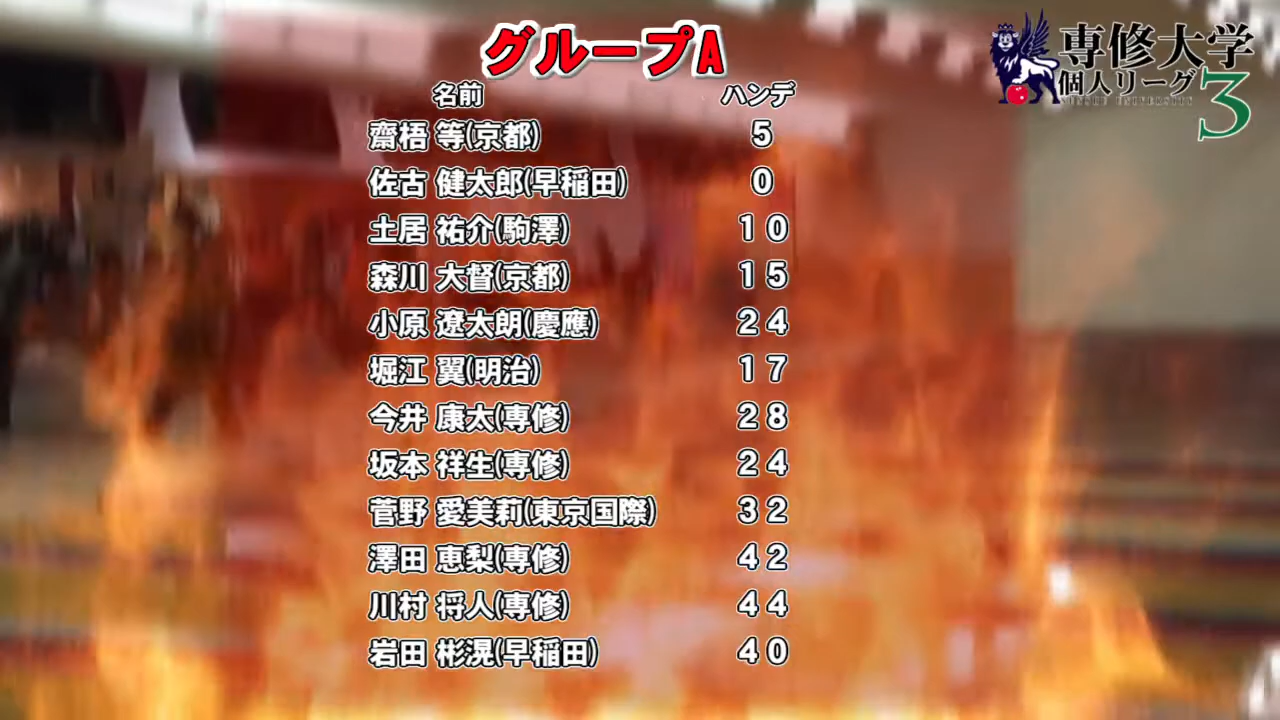 グループA
専修大学
個人リーグ
SENSHU UNIVERSITY
3
名前 ハンデ
齋梧 等(京都) 5
佐古 健太郎(早稲田) 0
土居 祐介(駒澤) 10
森川 大督(京都) 15
小原 遼太朗(慶應) 24
堀江 翼(明治) 17
今井 康太(専修) 28
坂本 祥生(専修) 24
菅野 愛美莉(東京国際) 32
澤田 恵梨(専修) 42
川村 将人(専修) 44
岩田 彬滉(早稲田) 40